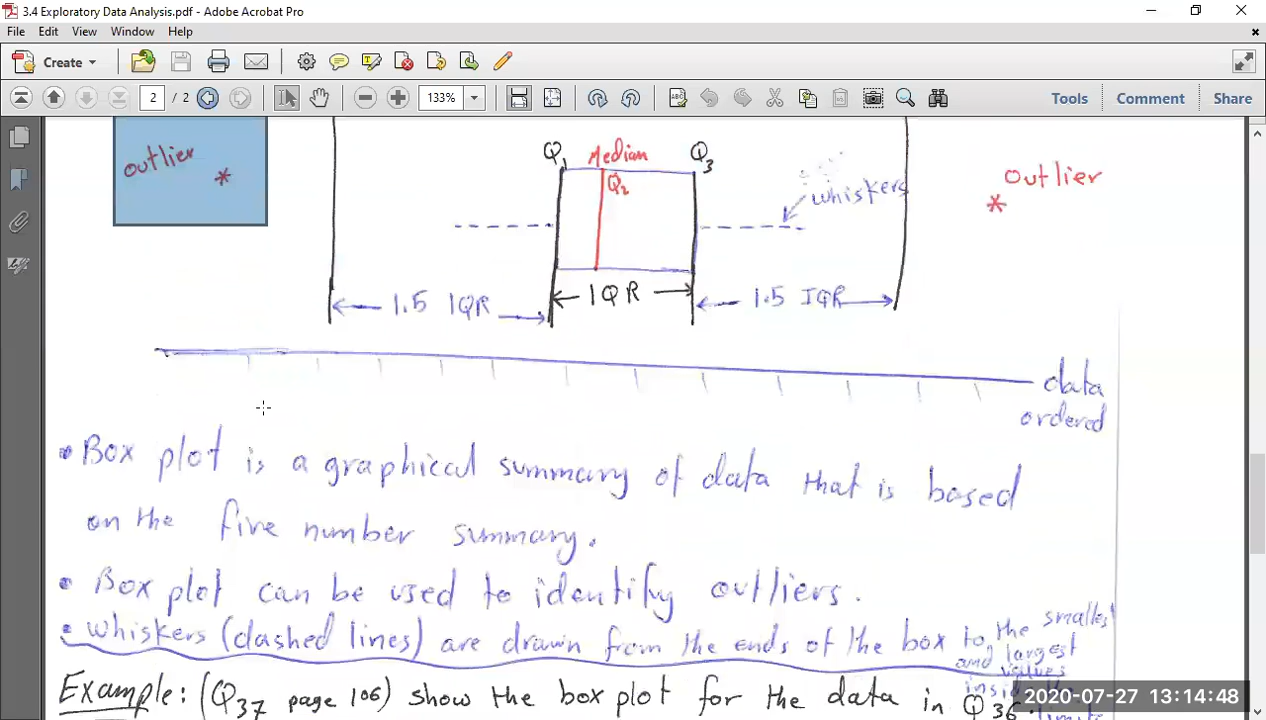 3.4 Exploratory Data Analysis.pdf - Adobe Acrobat Pro
File Edit View Window Help
Create
2 / 2 133% Tools Comment Share
outlier
*
Q1 Median Q3
Q2
whiskers
outlier
*
1.5 IQR IQR 1.5 IQR
data
ordered
• Box plot is a graphical summary of data that is based
on the five number summary.
• Box plot can be used to identify outliers.
• whiskers (dashed lines) are drawn from the ends of the box to the smallest
and largest
values
Example: (Q37 page 106) show the box plot for the data in Q36
2020-07-27 13:14:48